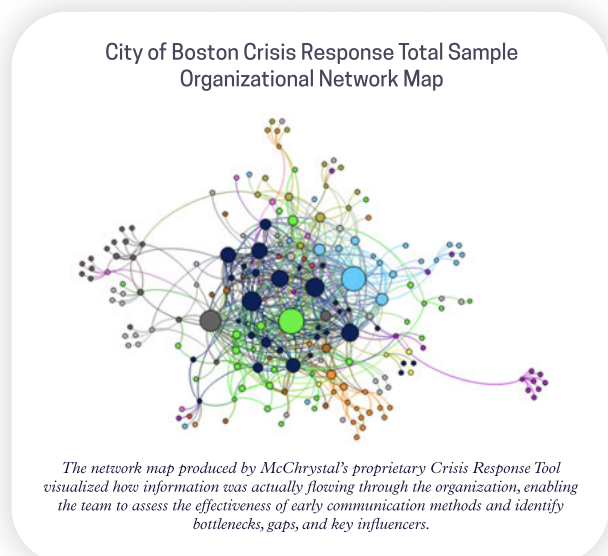 City of Boston Crisis Response Total Sample
Organizational Network Map
The network map produced by McChrystal's proprietary Crisis Response Tool
visualized how information was actually flowing through the organization, enabling
the team to assess the effectiveness of early communication methods and identify
bottlenecks, gaps, and key influencers.